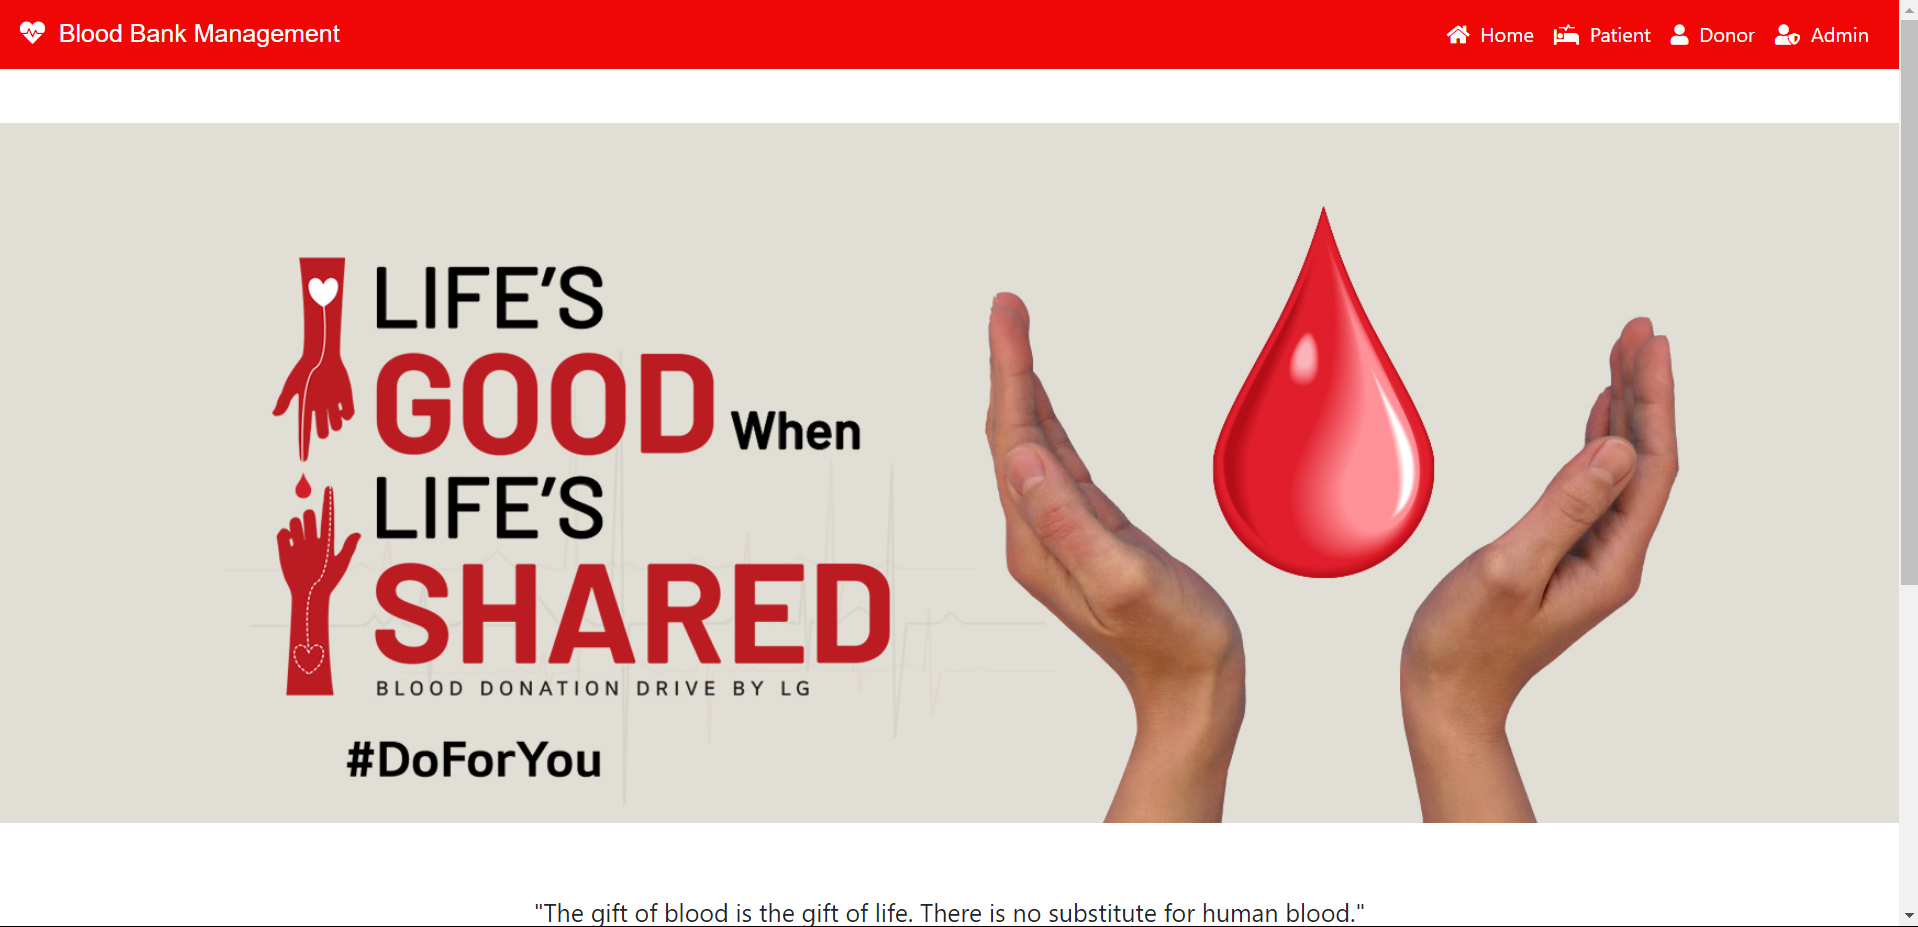 Blood Bank Management
Home Patient Donor Admin
LIFE’S
GOOD When
LIFE’S
SHARED
BLOOD DONATION DRIVE BY LG
#DoForYou
"The gift of blood is the gift of life. There is no substitute for human blood."